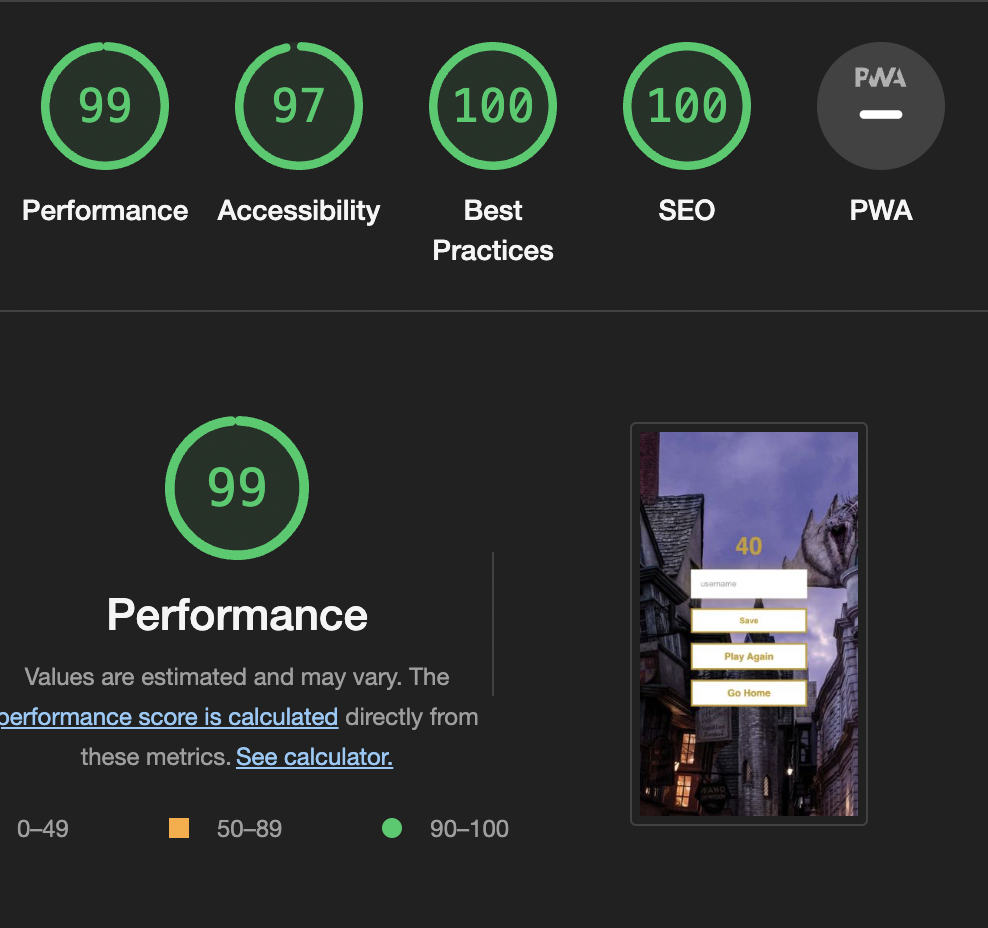 99
97
100
100
PWA
Performance
Accessibility
Best
Practices
SEO
PWA
99
Performance
Values are estimated and may vary. The
performance score is calculated directly from
these metrics. See calculator.
0–49
50–89
90–100
40
username
Save
Play Again
Go Home